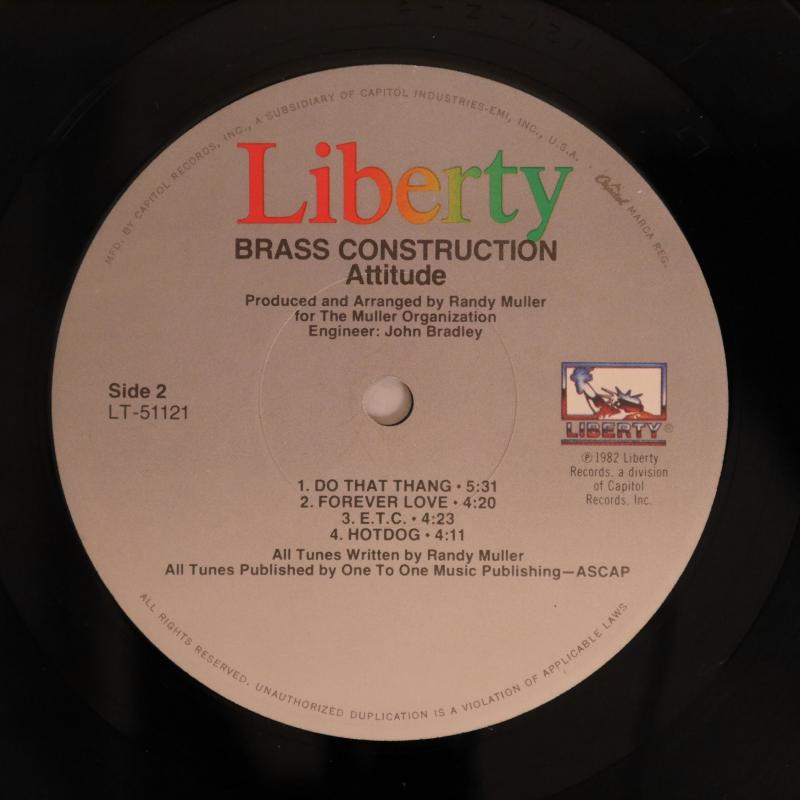 MFD. BY CAPITOL RECORDS, INC., A SUBSIDIARY OF CAPITOL INDUSTRIES-EMI, INC., U.S.A. · Capitol MARCA REG.
Liberty
BRASS CONSTRUCTION
Attitude
Produced and Arranged by Randy Muller
for The Muller Organization
Engineer: John Bradley
Side 2
LT-51121
LIBERTY®
℗ 1982 Liberty
Records, a division
of Capitol
Records, Inc.
1. DO THAT THANG · 5:31
2. FOREVER LOVE · 4:20
3. E.T.C. · 4:23
4. HOTDOG · 4:11
All Tunes Written by Randy Muller
All Tunes Published by One To One Music Publishing—ASCAP
ALL RIGHTS RESERVED. UNAUTHORIZED DUPLICATION IS A VIOLATION OF APPLICABLE LAWS